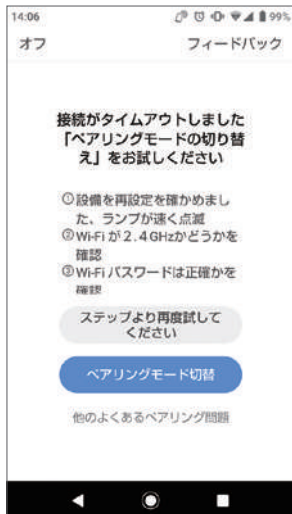 14:06 99%
オフ フィードバック
接続がタイムアウトしました
「ペアリングモードの切り替
え」をお試しください
①設備を再設定を確かめまし
た、ランプが速く点滅
②Wi-Fiが2.4GHzかどうかを
確認
③Wi-Fiパスワードは正確かを
確認
ステップより再度試して
ください
ペアリングモード切替
他のよくあるペアリング問題